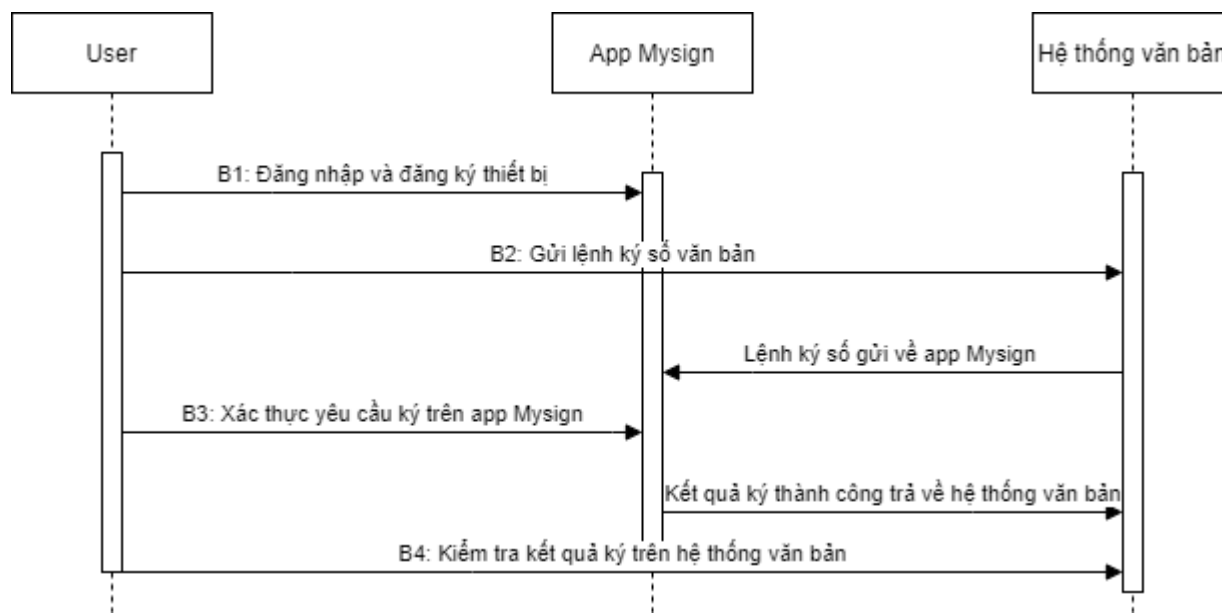 User
App Mysign
Hệ thống văn bản
B1: Đăng nhập và đăng ký thiết bị
B2: Gửi lệnh ký số văn bản
Lệnh ký số gửi về app Mysign
B3: Xác thực yêu cầu ký trên app Mysign
Kết quả ký thành công trả về hệ thống văn bản
B4: Kiểm tra kết quả ký trên hệ thống văn bản